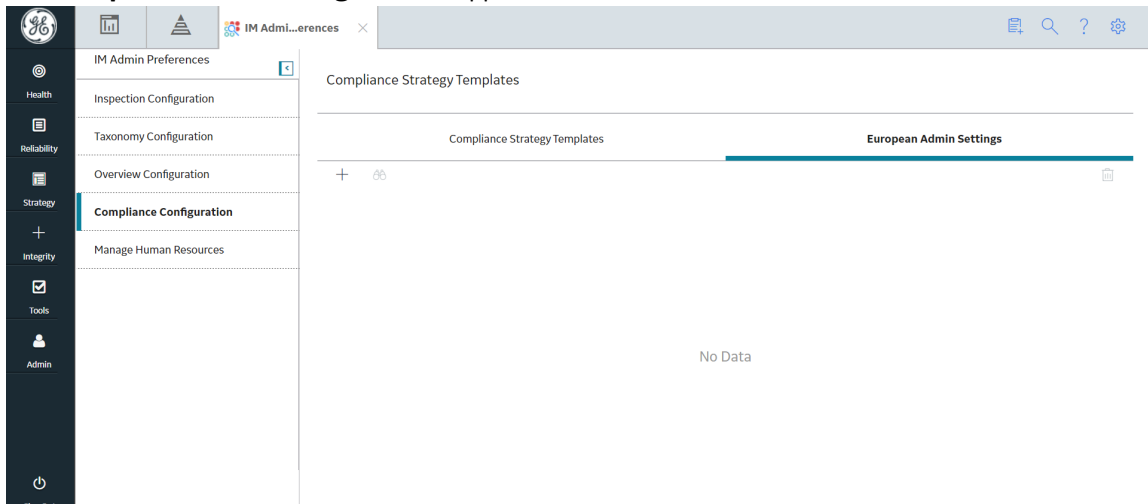 IM Admi...erences
Health
Reliability
Strategy
Integrity
Tools
Admin
IM Admin Preferences
Inspection Configuration
Taxonomy Configuration
Overview Configuration
Compliance Configuration
Manage Human Resources
Compliance Strategy Templates
Compliance Strategy Templates
European Admin Settings
No Data